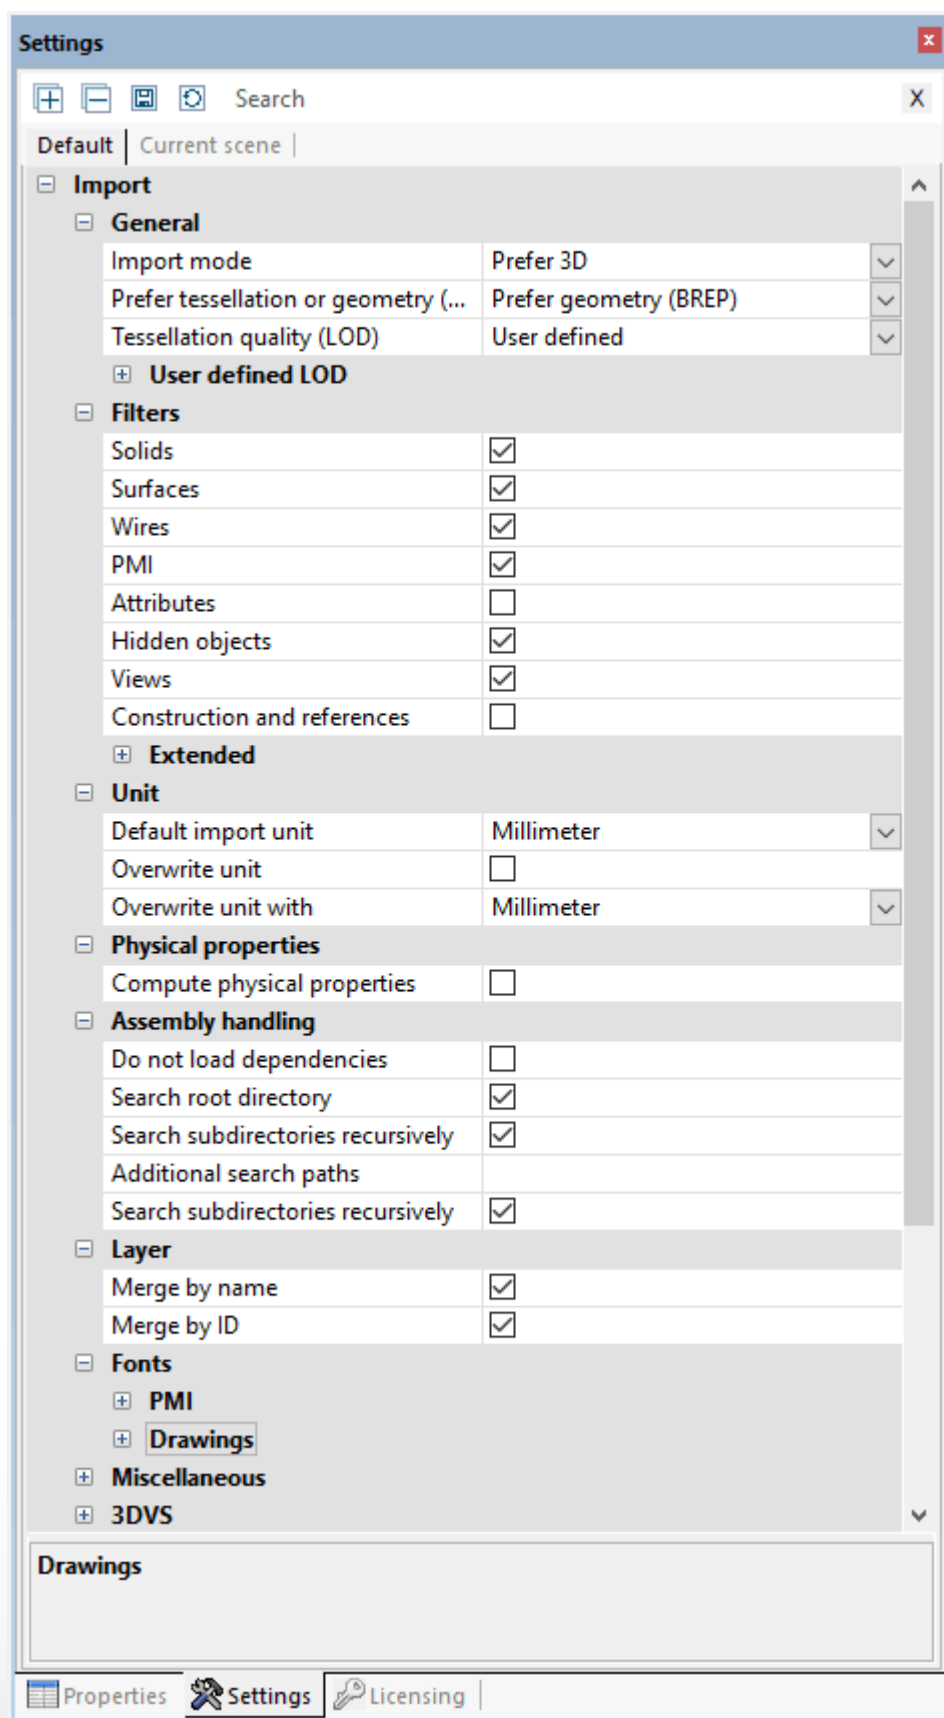 Settings
Search X
Default Current scene
Import
General
Import mode Prefer 3D
Prefer tessellation or geometry (... Prefer geometry (BREP)
Tessellation quality (LOD) User defined
User defined LOD
Filters
Solids
Surfaces
Wires
PMI
Attributes
Hidden objects
Views
Construction and references
Extended
Unit
Default import unit Millimeter
Overwrite unit
Overwrite unit with Millimeter
Physical properties
Compute physical properties
Assembly handling
Do not load dependencies
Search root directory
Search subdirectories recursively
Additional search paths
Search subdirectories recursively
Layer
Merge by name
Merge by ID
Fonts
PMI
Drawings
Miscellaneous
3DVS
Drawings
Properties Settings Licensing